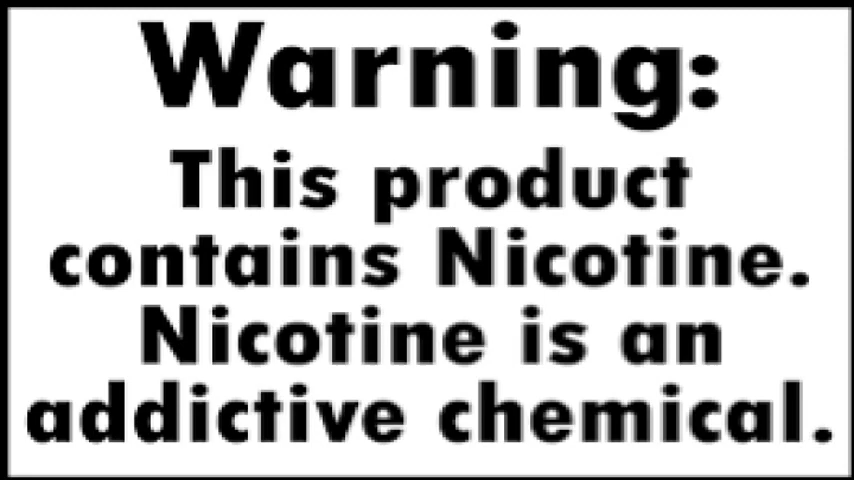 Warning:
This product
contains Nicotine.
Nicotine is an
addictive chemical.